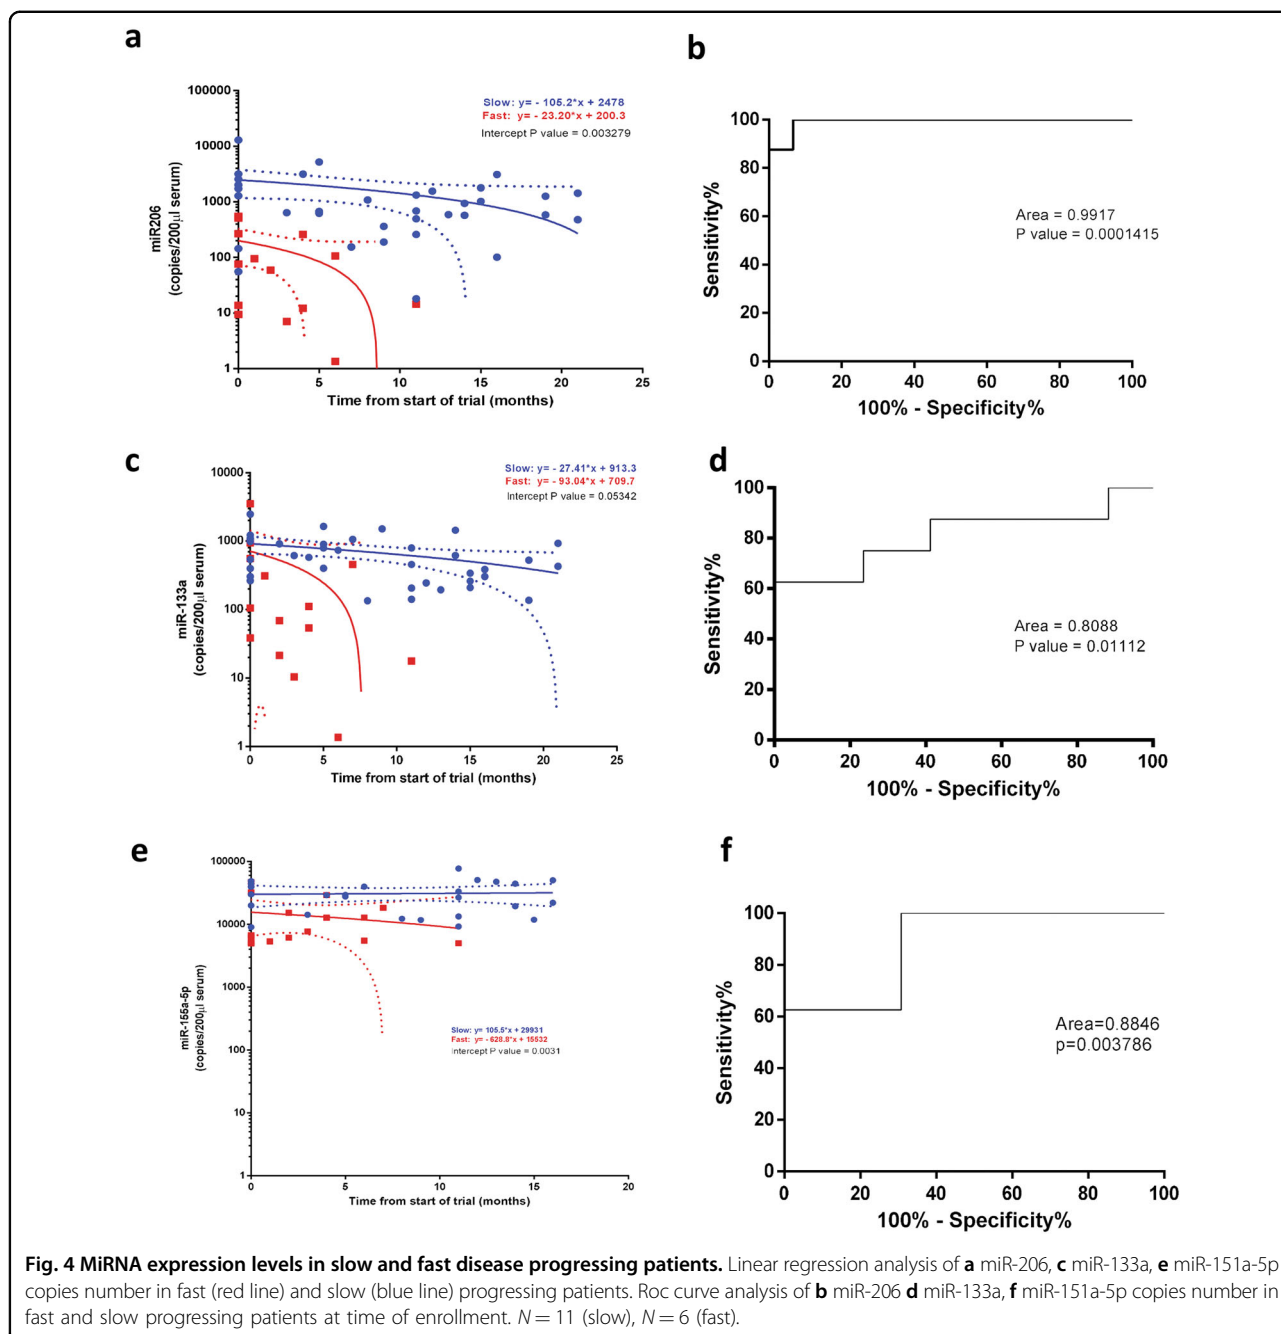 a
100000
10000
1000
100
10
1
miR206
(copies/200µl serum)
Slow: y= - 105.2*x + 2478
Fast: y= - 23.20*x + 200.3
Intercept P value = 0.003279
0 5 10 15 20 25
Time from start of trial (months)
b
100
80
60
40
20
0
Sensitivity%
Area = 0.9917
P value = 0.0001415
0 20 40 60 80 100
100% - Specificity%
c
10000
1000
100
10
1
miR-133a
(copies/200µl serum)
Slow: y= - 27.41*x + 913.3
Fast: y= - 93.04*x + 709.7
Intercept P value = 0.05342
0 5 10 15 20 25
Time from start of trial (months)
d
100
80
60
40
20
0
Sensitivity%
Area = 0.8088
P value = 0.01112
0 20 40 60 80 100
100% - Specificity%
e
100000
10000
1000
100
10
1
miR-155a-5p
(copies/200µl serum)
Slow: y= 105.5*x + 29931
Fast: y= - 628.8*x + 15532
Intercept P value = 0.0031
0 5 10 15 20
Time from start of trial (months)
f
100
80
60
40
20
0
Sensitivity%
Area=0.8846
p=0.003786
0 20 40 60 80 100
100% - Specificity%
Fig. 4 MiRNA expression levels in slow and fast disease progressing patients. Linear regression analysis of a miR-206, c miR-133a, e miR-151a-5p
copies number in fast (red line) and slow (blue line) progressing patients. Roc curve analysis of b miR-206 d miR-133a, f miR-151a-5p copies number in
fast and slow progressing patients at time of enrollment. N = 11 (slow), N = 6 (fast).